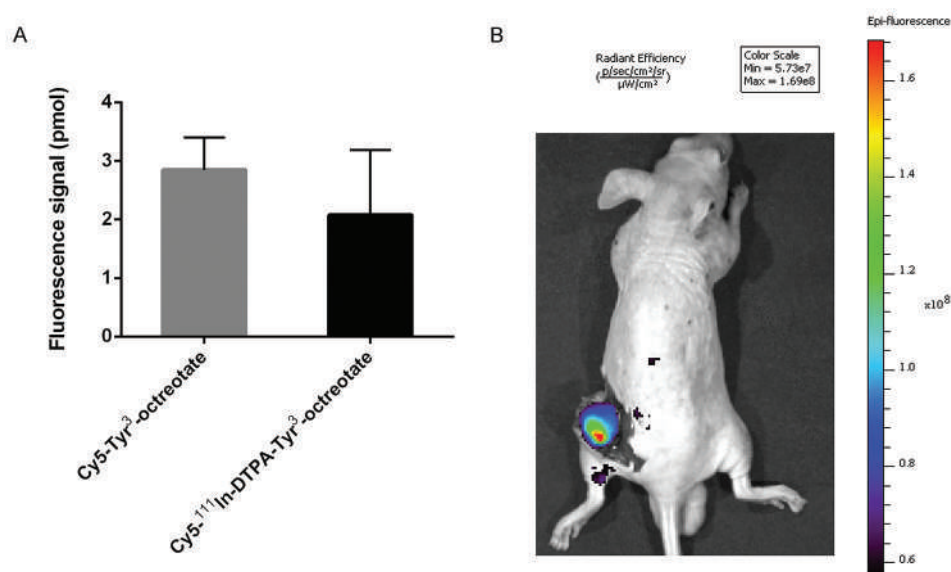 A
Fluorescence signal (pmol)
4
3
2
1
0
Cy5-Tyr³-octreotate
Cy5-¹¹¹In-DTPA-Tyr³-octreotate
B
Radiant Efficiency
(p/sec/cm²/sr
µW/cm²)
Color Scale
Min = 5.73e7
Max = 1.69e8
Epi-fluorescence
1.6
1.4
1.2
x10⁸
1.0
0.8
0.6